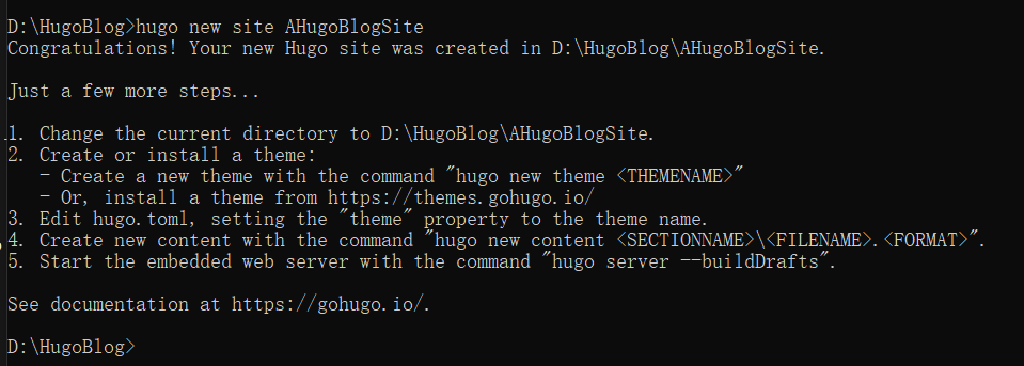 D:\HugoBlog>hugo new site AHugoBlogSite
Congratulations! Your new Hugo site was created in D:\HugoBlog\AHugoBlogSite.
Just a few more steps...
1. Change the current directory to D:\HugoBlog\AHugoBlogSite.
2. Create or install a theme:
- Create a new theme with the command "hugo new theme <THEMENAME>"
- Or, install a theme from https://themes.gohugo.io/
3. Edit hugo.toml, setting the "theme" property to the theme name.
4. Create new content with the command "hugo new content <SECTIONNAME>\<FILENAME>.<FORMAT>".
5. Start the embedded web server with the command "hugo server --buildDrafts".
See documentation at https://gohugo.io/.
D:\HugoBlog>